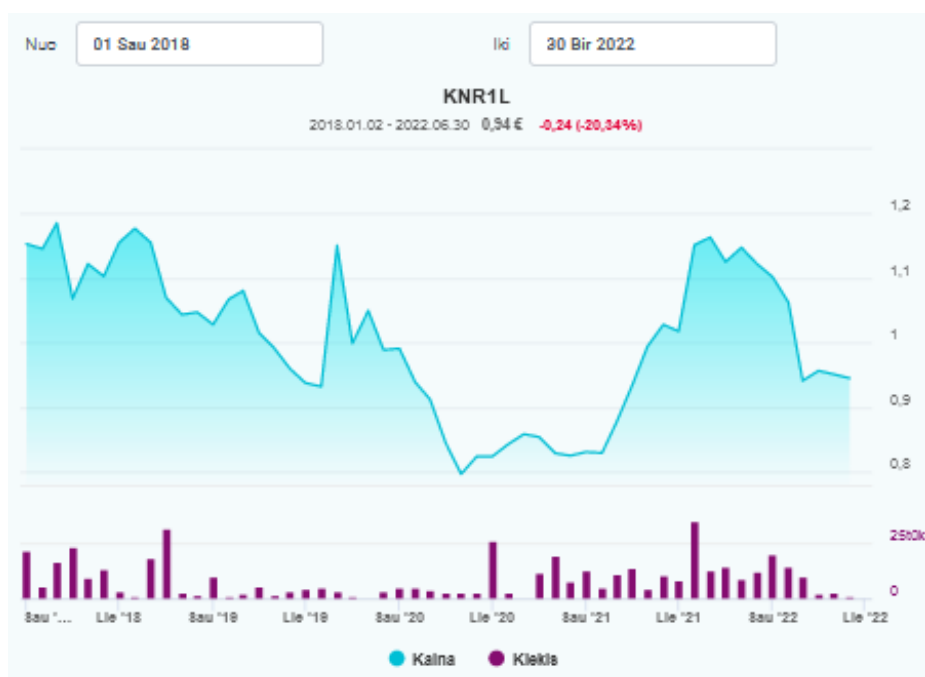 Nuo 01 Sau 2018 Iki 30 Bir 2022
KNR1L
2018.01.02 - 2022.06.30 0,94 € -0,24 (-20,34%)
1,2
1,1
1
0,9
0,8
25tūk
0
Sau '... Lie '18 Sau '19 Lie '19 Sau '20 Lie '20 Sau '21 Lie '21 Sau '22 Lie '22
Kaina Kiekis